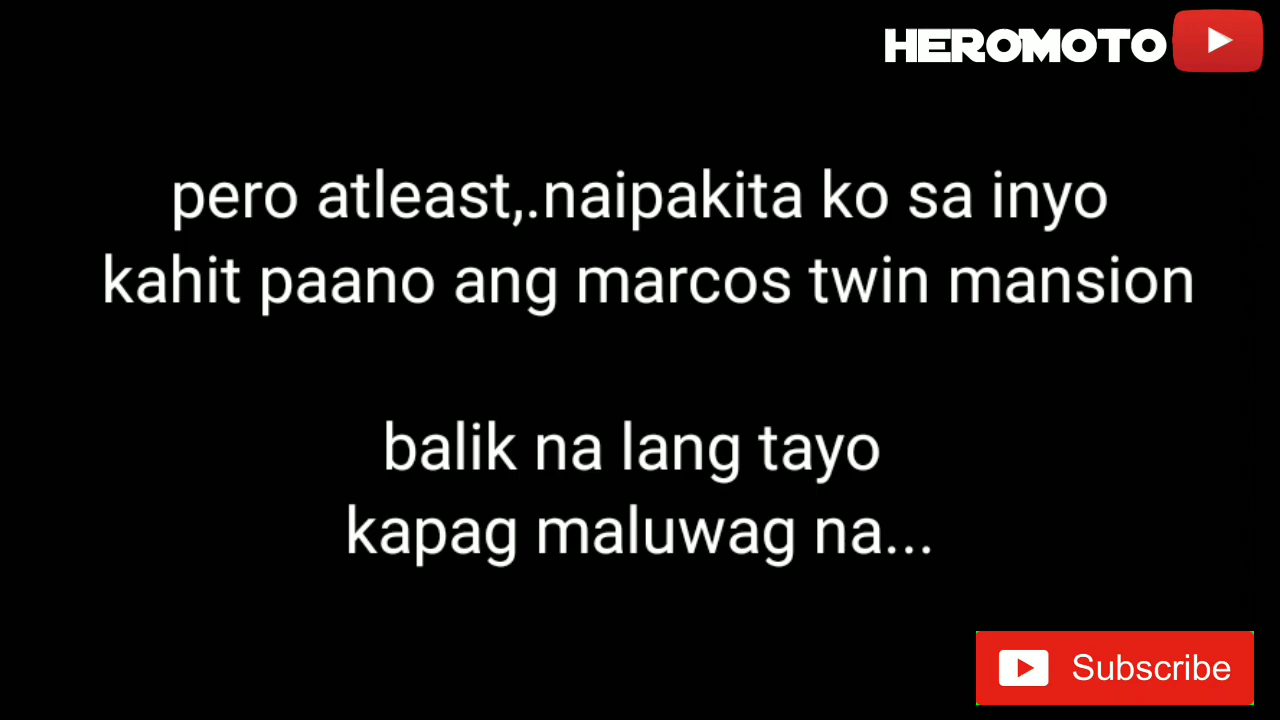 HEROMOTO
pero atleast,.naipakita ko sa inyo
kahit paano ang marcos twin mansion
balik na lang tayo
kapag maluwag na...
Subscribe